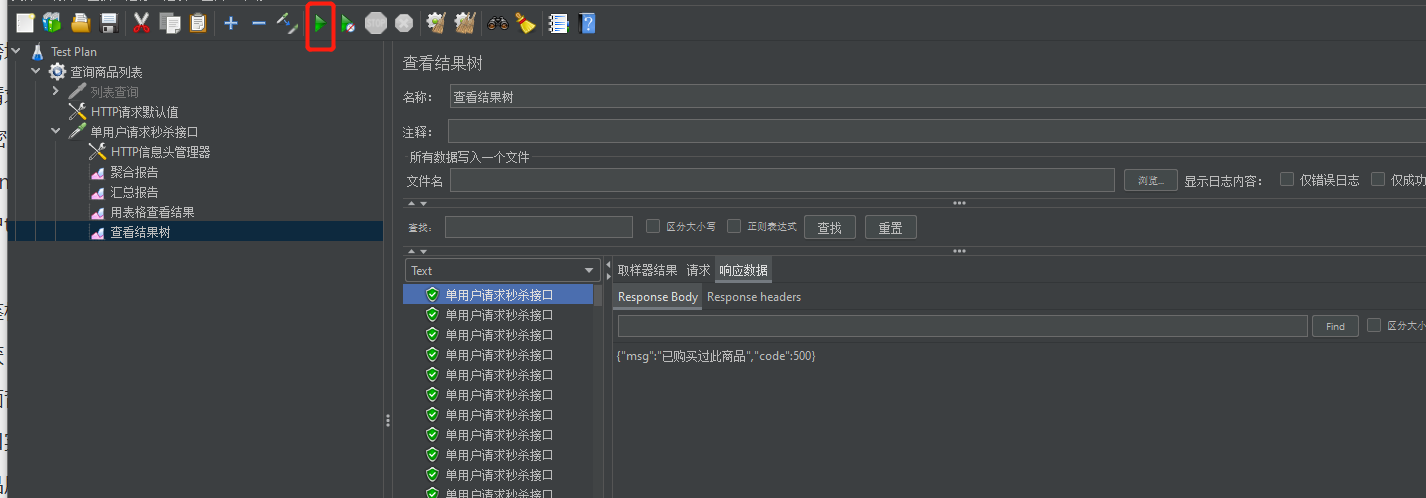 Test Plan
查询商品列表
列表查询
HTTP请求默认值
单用户请求秒杀接口
HTTP信息头管理器
聚合报告
汇总报告
用表格查看结果
查看结果树
查看结果树
名称： 查看结果树
注释：
所有数据写入一个文件
文件名 浏览... 显示日志内容： 仅错误日志 仅成功
查找： 区分大小写 正则表达式 查找 重置
Text
取样器结果 请求 响应数据
单用户请求秒杀接口
Response Body Response headers
单用户请求秒杀接口
Find 区分大小
单用户请求秒杀接口
单用户请求秒杀接口
{"msg":"已购买过此商品","code":500}
单用户请求秒杀接口
单用户请求秒杀接口
单用户请求秒杀接口
单用户请求秒杀接口
单用户请求秒杀接口
单用户请求秒杀接口
单用户请求秒杀接口